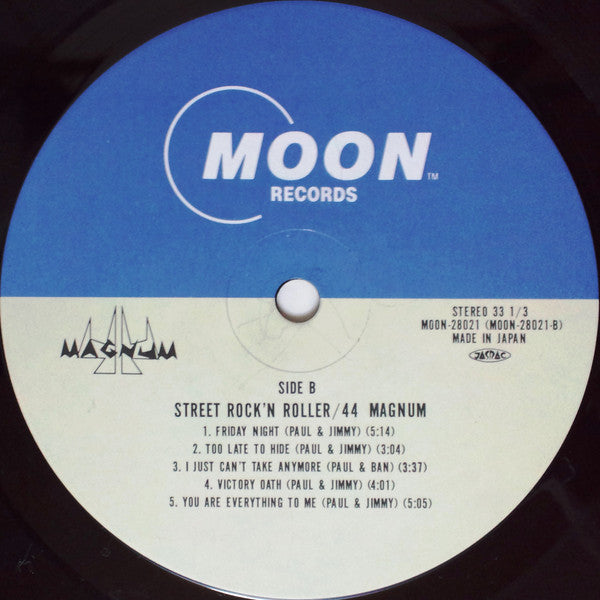 MOON™
RECORDS
STEREO 33 1/3
MOON-28021 (MOON-28021-B)
MADE IN JAPAN
JASRAC
44 MAGNUM
SIDE B
STREET ROCK'N ROLLER/44 MAGNUM
1. FRIDAY NIGHT (PAUL & JIMMY) (5:14)
2. TOO LATE TO HIDE (PAUL & JIMMY) (3:04)
3. I JUST CAN'T TAKE ANYMORE (PAUL & BAN) (3:37)
4. VICTORY OATH (PAUL & JIMMY) (4:01)
5. YOU ARE EVERYTHING TO ME (PAUL & JIMMY) (5:05)